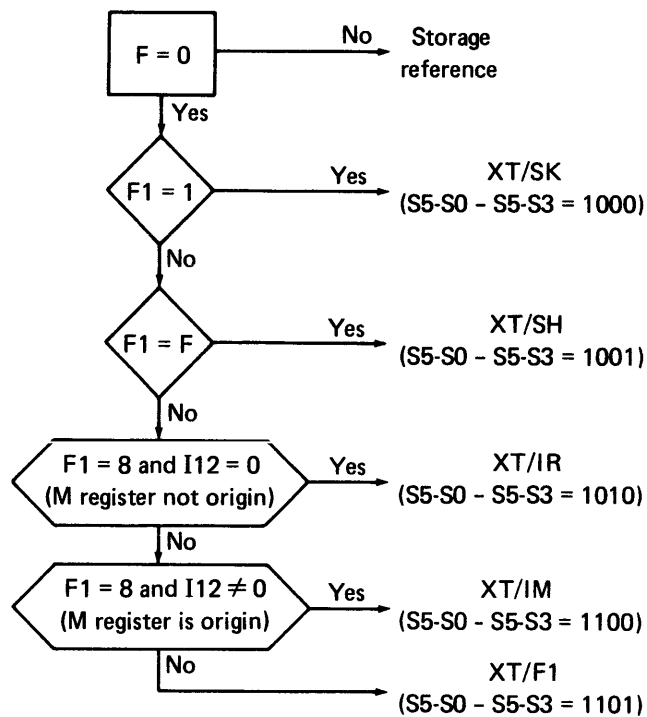 F = 0
No
Storage
reference
Yes
F1 = 1
Yes
XT/SK
(S5-S0 – S5-S3 = 1000)
No
F1 = F
Yes
XT/SH
(S5-S0 – S5-S3 = 1001)
No
F1 = 8 and I12 = 0
(M register not origin)
Yes
XT/IR
(S5-S0 – S5-S3 = 1010)
No
F1 = 8 and I12 ≠ 0
(M register is origin)
Yes
XT/IM
(S5-S0 – S5-S3 = 1100)
No
XT/F1
(S5-S0 – S5-S3 = 1101)